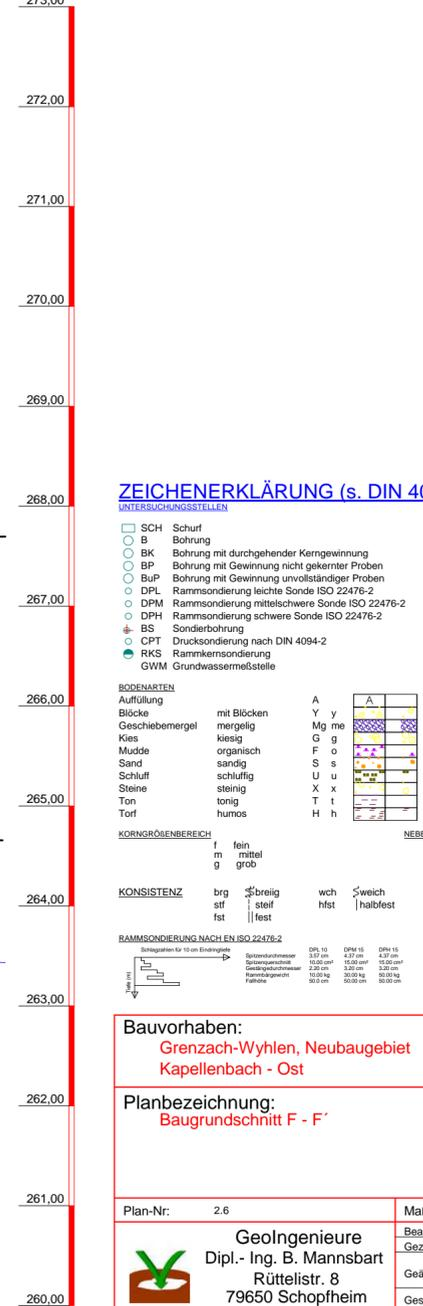 273,00
272,00
271,00
270,00
269,00
268,00
267,00
266,00
265,00
264,00
263,00
262,00
261,00
260,00
ZEICHENERKLÄRUNG (s. DIN 40
UNTERSUCHUNGSSTELLEN
SCH Schurf
B Bohrung
BK Bohrung mit durchgehender Kerngewinnung
BP Bohrung mit Gewinnung nicht gekernter Proben
BuP Bohrung mit Gewinnung unvollständiger Proben
DPL Rammsondierung leichte Sonde ISO 22476-2
DPM Rammsondierung mittelschwere Sonde ISO 22476-2
DPH Rammsondierung schwere Sonde ISO 22476-2
BS Sondierbohrung
CPT Drucksondierung nach DIN 4094-2
RKS Rammkernsondierung
GWM Grundwassermeßstelle
BODENARTEN
Auffüllung A A
Blöcke mit Blöcken Y y
Geschiebemergel mergelig Mg me
Kies kiesig G g
Mudde organisch F o
Sand sandig S s
Schluff schluffig U u
Steine steinig X x
Ton tonig T t
Torf humos H h
KORNGRÖßENBEREICH NEBE
f fein
m mittel
g grob
KONSISTENZ brg breiig wch weich
stf steif hfst halbfest
fst fest
RAMMSONDIERUNG NACH EN ISO 22476-2
Schlagzahlen für 10 cm Eindringtiefe
Tiefe (m)
DPL 10 DPM 15 DPH 15
Spitzendurchmesser 3.57 cm 4.37 cm 4.37 cm
Spitzenquerschnitt 10.00 cm² 15.00 cm² 15.00 cm²
Gestängedurchmesser 2.20 cm 3.20 cm 3.20 cm
Rammbärgewicht 10.00 kg 30.00 kg 50.00 kg
Fallhöhe 50.0 cm 50.00 cm 50.00 cm
Bauvorhaben:
Grenzach-Wyhlen, Neubaugebiet
Kapellenbach - Ost
Planbezeichnung:
Baugrundschnitt F - F´
Plan-Nr: 2.6
Ma
Bea
Gez
Geä
Ges
GeoIngenieure
Dipl.- Ing. B. Mannsbart
Rüttelistr. 8
79650 Schopfheim